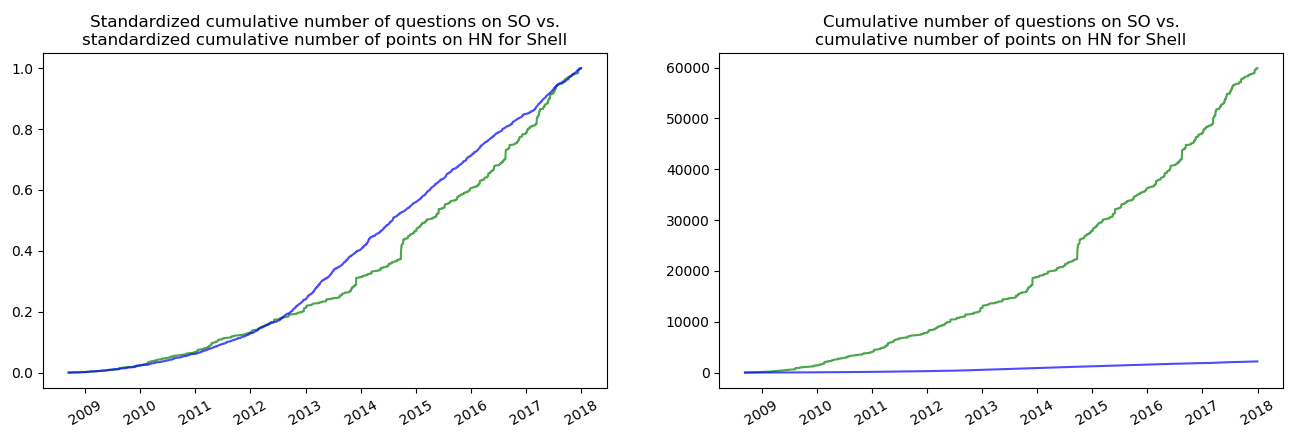 Standardized cumulative number of questions on SO vs.
standardized cumulative number of points on HN for Shell
1.0
0.8
0.6
0.4
0.2
0.0
2009 2010 2011 2012 2013 2014 2015 2016 2017 2018
Cumulative number of questions on SO vs.
cumulative number of points on HN for Shell
60000
50000
40000
30000
20000
10000
0
2009 2010 2011 2012 2013 2014 2015 2016 2017 2018